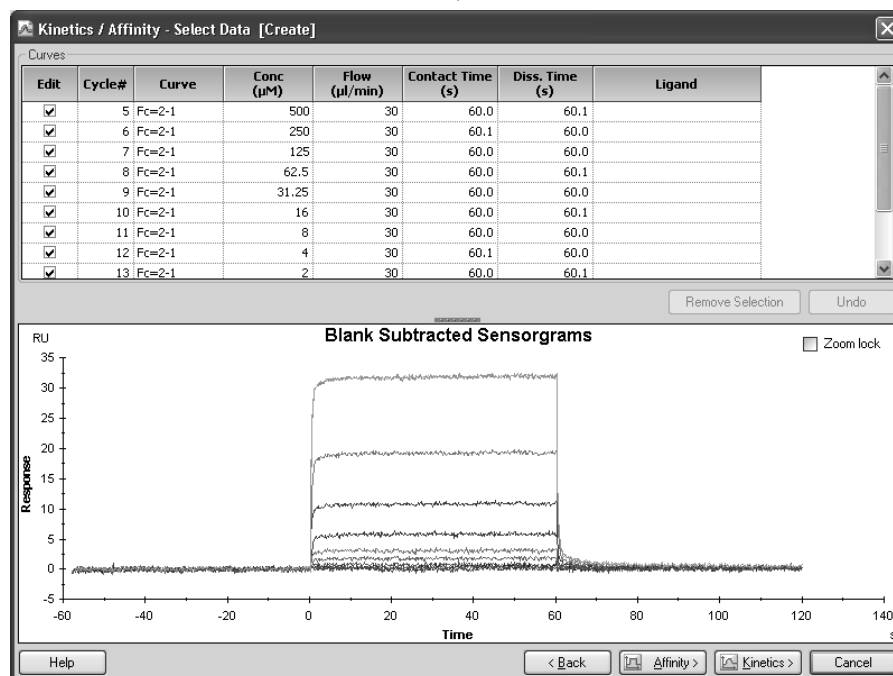 Kinetics / Affinity - Select Data [Create]
Curves
Edit Cycle# Curve Conc (µM) Flow (µl/min) Contact Time (s) Diss. Time (s) Ligand
5 Fc=2-1 500 30 60.0 60.1
6 Fc=2-1 250 30 60.1 60.0
7 Fc=2-1 125 30 60.0 60.0
8 Fc=2-1 62.5 30 60.0 60.1
9 Fc=2-1 31.25 30 60.0 60.0
10 Fc=2-1 16 30 60.0 60.1
11 Fc=2-1 8 30 60.0 60.0
12 Fc=2-1 4 30 60.1 60.0
13 Fc=2-1 2 30 60.0 60.1
Remove Selection Undo
Blank Subtracted Sensorgrams
RU
Zoom lock
35
30
25
20
15
10
5
0
-5
Response
-60 -40 -20 0 20 40 60 80 100 120 140
Time s
Help < Back Affinity > Kinetics > Cancel